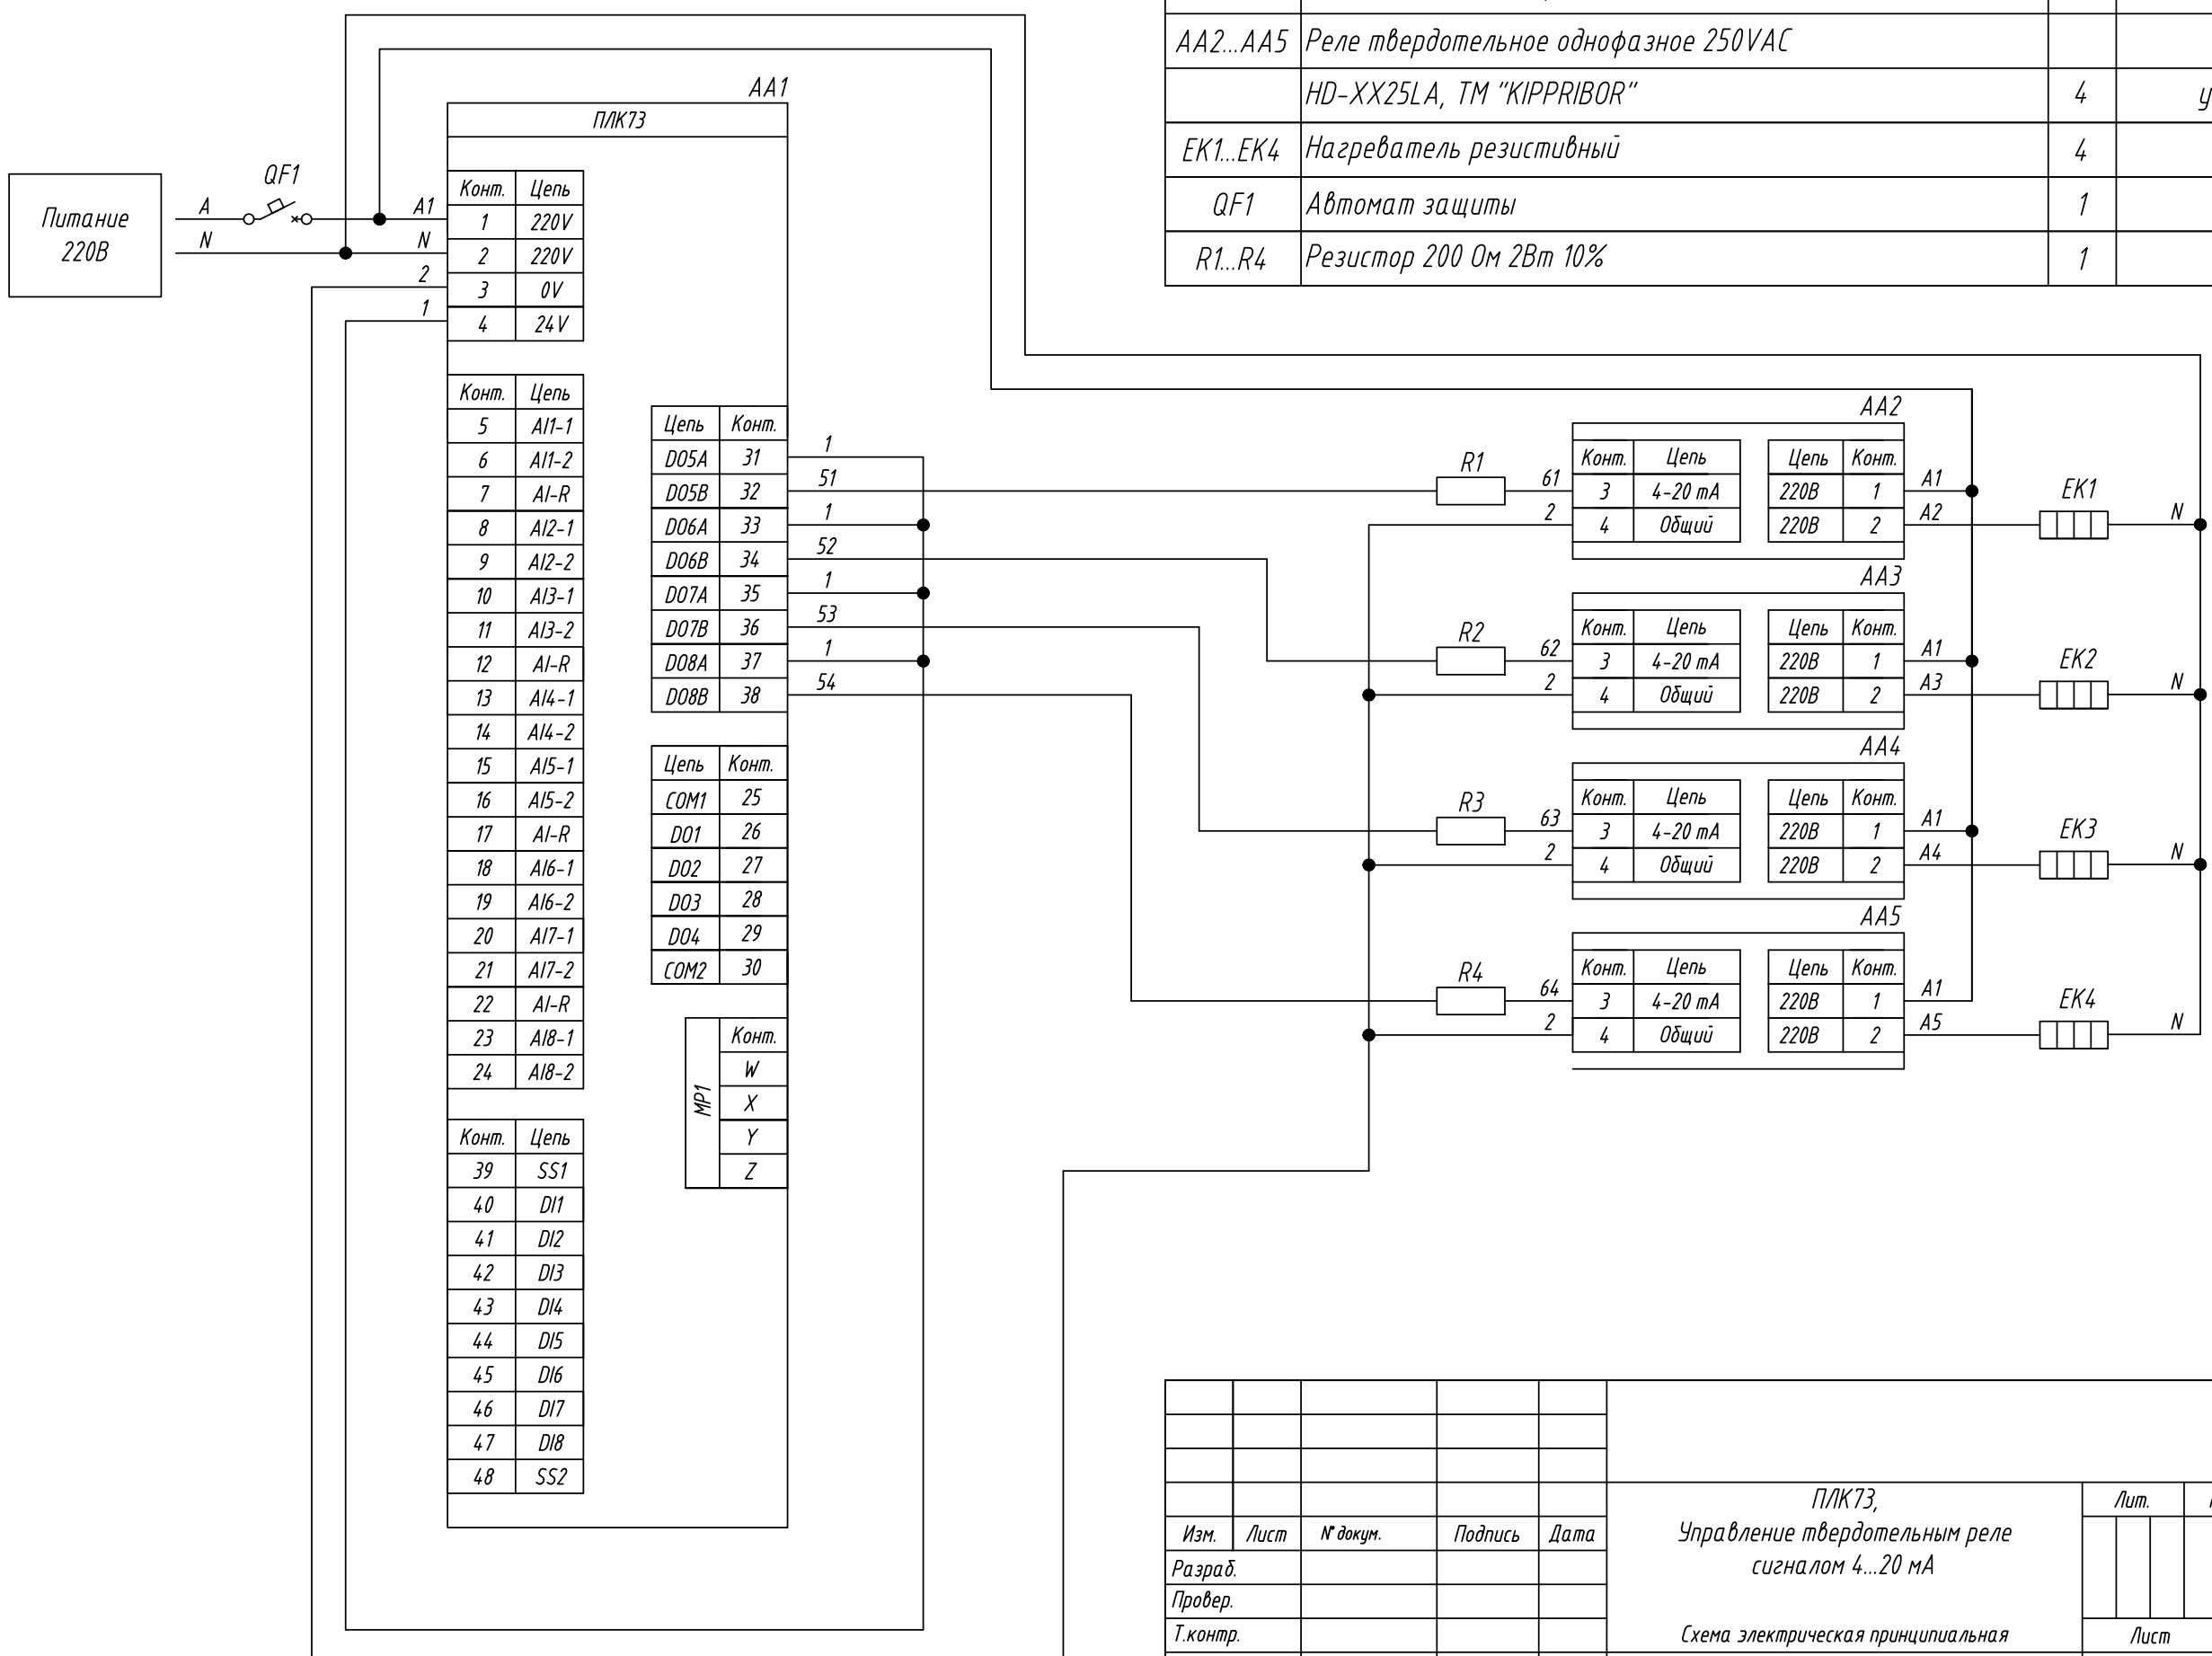 АА2...АА5 Реле твердотельное однофазное 250VAC
HD-XX25LA, ТМ "KIPPRIBOR" 4
ЕК1...ЕК4 Нагреватель резистивный 4
QF1 Автомат защиты 1
R1...R4 Резистор 200 Ом 2Вт 10% 1
Питание
220В
A
N
QF1
A1
N
2
1
АА1
ПЛК73
Конт. Цепь
1 220V
2 220V
3 0V
4 24V
Конт. Цепь
5 AI1-1
6 AI1-2
7 AI-R
8 AI2-1
9 AI2-2
10 AI3-1
11 AI3-2
12 AI-R
13 AI4-1
14 AI4-2
15 AI5-1
16 AI5-2
17 AI-R
18 AI6-1
19 AI6-2
20 AI7-1
21 AI7-2
22 AI-R
23 AI8-1
24 AI8-2
Конт. Цепь
39 SS1
40 DI1
41 DI2
42 DI3
43 DI4
44 DI5
45 DI6
46 DI7
47 DI8
48 SS2
Цепь Конт.
DO5A 31 1
DO5B 32 51
DO6A 33 1
DO6B 34 52
DO7A 35 1
DO7B 36 53
DO8A 37 1
DO8B 38 54
Цепь Конт.
COM1 25
DO1 26
DO2 27
DO3 28
DO4 29
COM2 30
MP1
Конт.
W
X
Y
Z
АА2
Конт. Цепь Цепь Конт.
R1 61 3 4-20 mA 220В 1 A1
2 4 Общий 220В 2 A2 EK1 N
АА3
Конт. Цепь Цепь Конт.
R2 62 3 4-20 mA 220В 1 A1
2 4 Общий 220В 2 A3 EK2 N
АА4
Конт. Цепь Цепь Конт.
R3 63 3 4-20 mA 220В 1 A1
2 4 Общий 220В 2 A4 EK3 N
АА5
Конт. Цепь Цепь Конт.
R4 64 3 4-20 mA 220В 1 A1
2 4 Общий 220В 2 A5 EK4 N
Изм. Лист № докум. Подпись Дата
Разраб.
Провер.
Т.контр.
ПЛК73,
Управление твердотельным реле
сигналом 4...20 мА
Схема электрическая принципиальная
Лит.
Лист